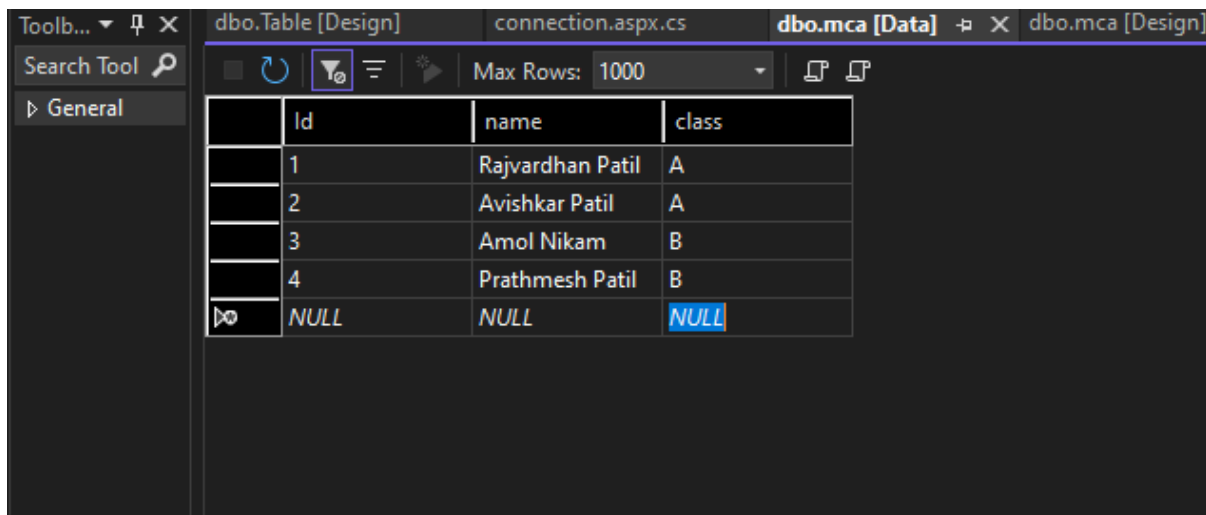 Toolb...
dbo.Table [Design] connection.aspx.cs dbo.mca [Data] dbo.mca [Design]
Search Tool
Max Rows: 1000
General
Id name class
1 Rajvardhan Patil A
2 Avishkar Patil A
3 Amol Nikam B
4 Prathmesh Patil B
NULL NULL NULL